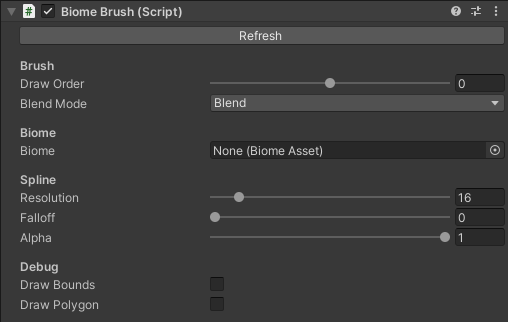 # Biome Brush (Script)
Refresh
Brush
Draw Order 0
Blend Mode Blend
Biome
Biome None (Biome Asset)
Spline
Resolution 16
Falloff 0
Alpha 1
Debug
Draw Bounds
Draw Polygon